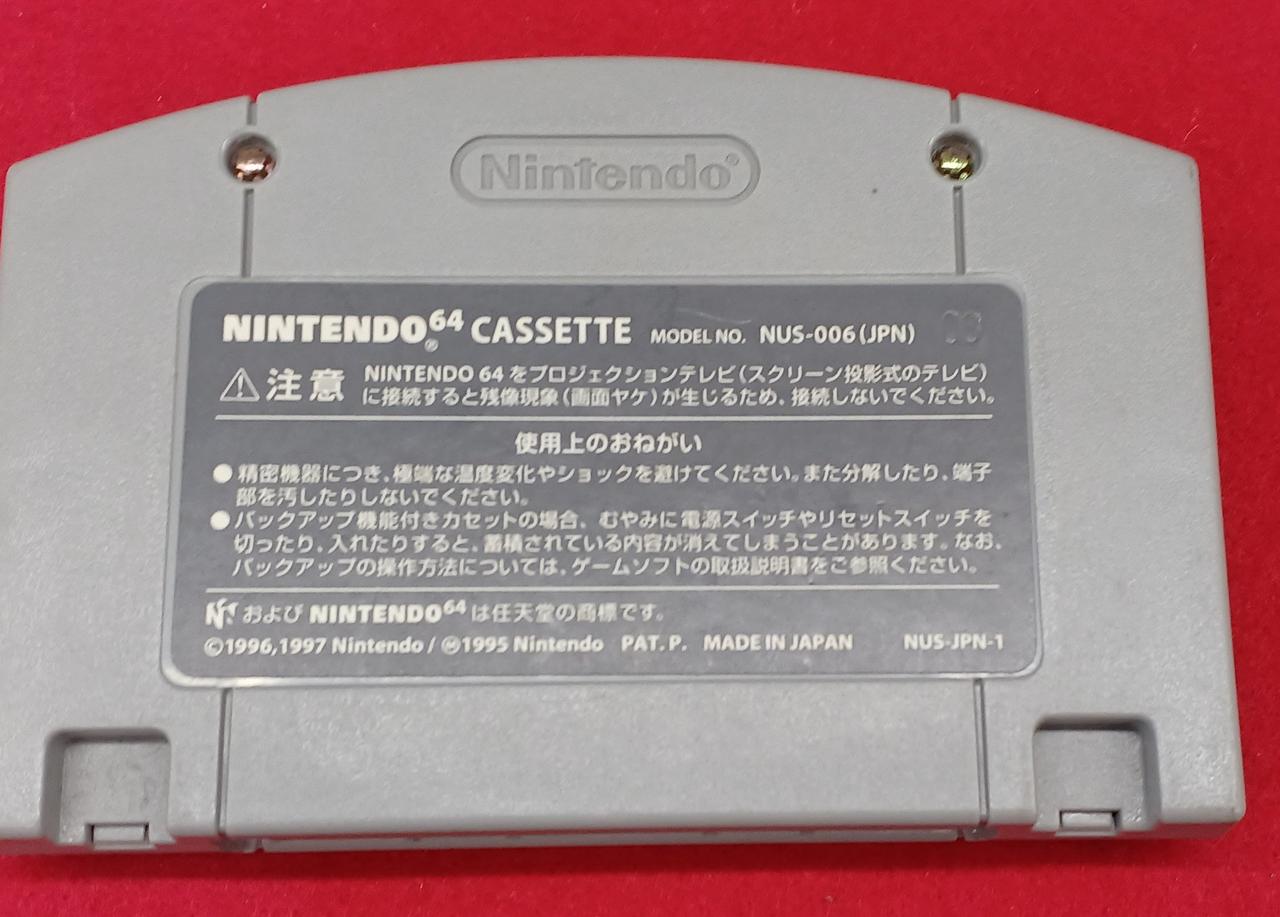 Nintendo®
NINTENDO64® CASSETTE MODEL NO. NUS-006(JPN)
⚠注意 NINTENDO 64 をプロジェクションテレビ(スクリーン投影式のテレビ)
に接続すると残像現象(画面ヤケ)が生じるため、接続しないでください。
使用上のおねがい
●精密機器につき、極端な温度変化やショックを避けてください。また分解したり、端子
部を汚したりしないでください。
●バックアップ機能付きカセットの場合、むやみに電源スイッチやリセットスイッチを
切ったり、入れたりすると、蓄積されている内容が消えてしまうことがあります。なお、
バックアップの操作方法については、ゲームソフトの取扱説明書をご参照ください。
および NINTENDO64 は任天堂の商標です。
©1996,1997 Nintendo / Ⓜ1995 Nintendo PAT. P. MADE IN JAPAN NUS-JPN-1